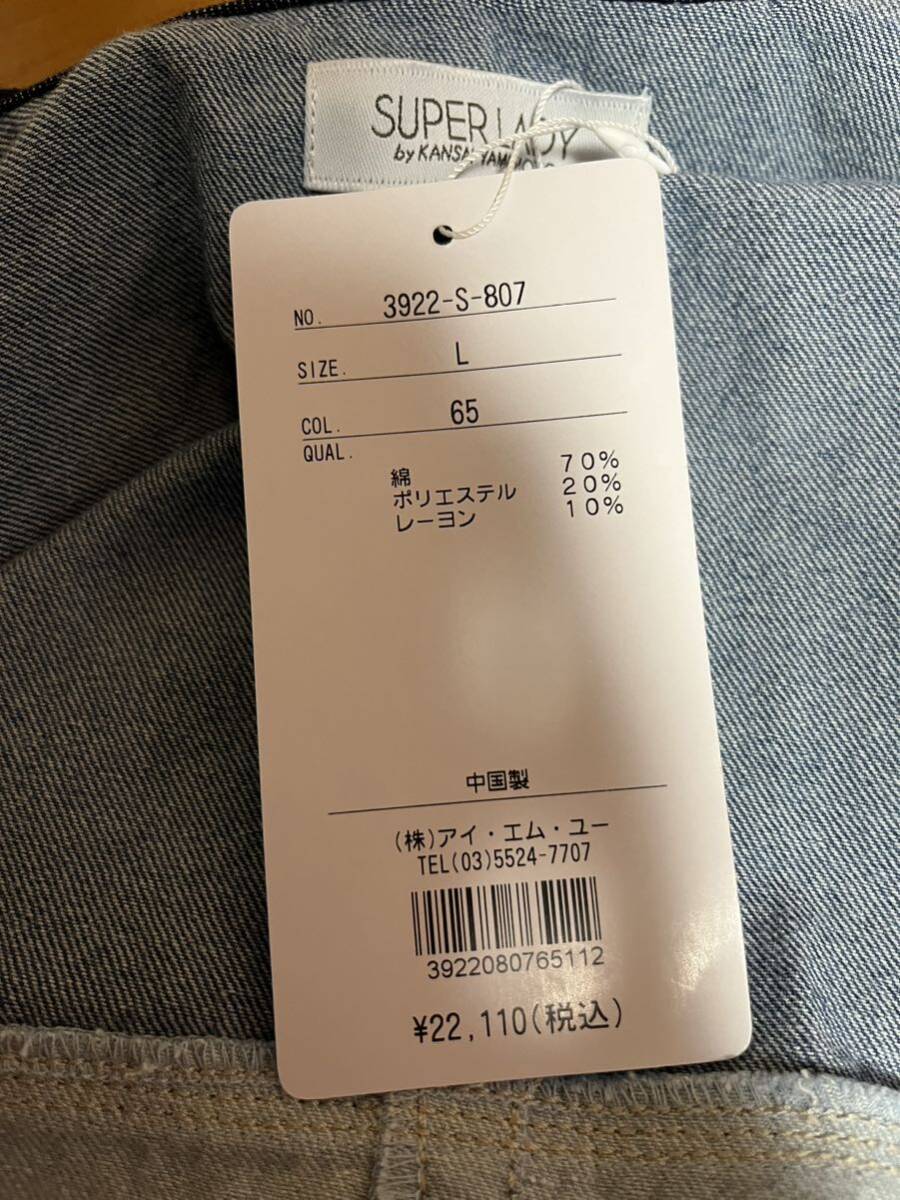 SUPER LADY
by KANSAI YAMAMOTO
NO. 3922-S-807
SIZE. L
COL. 65
QUAL.
綿 70%
ポリエステル 20%
レーヨン 10%
中国製
(株)アイ・エム・ユー
TEL(03)5524-7707
3922080765112
¥22,110(税込)